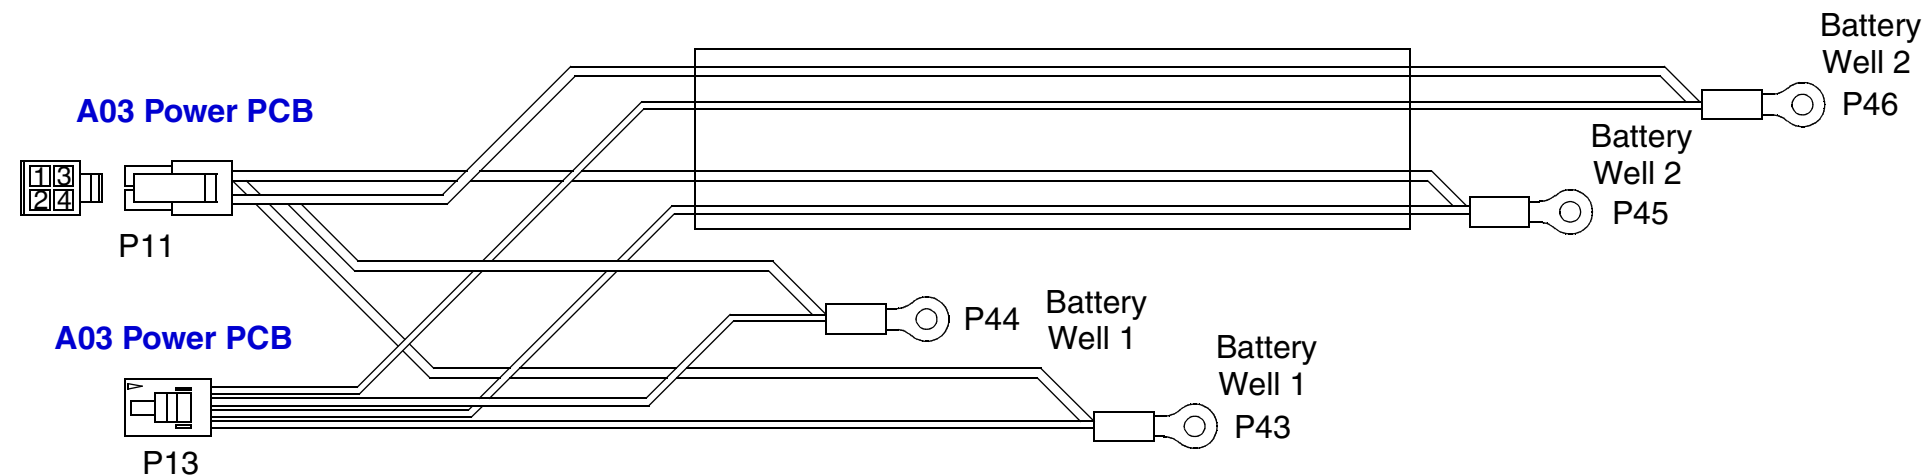 Battery
Well 2
P46
A03 Power PCB
Battery
Well 2
P45
1 3
2 4
P11
Battery
Well 1
P44
A03 Power PCB
Battery
Well 1
P43
P13